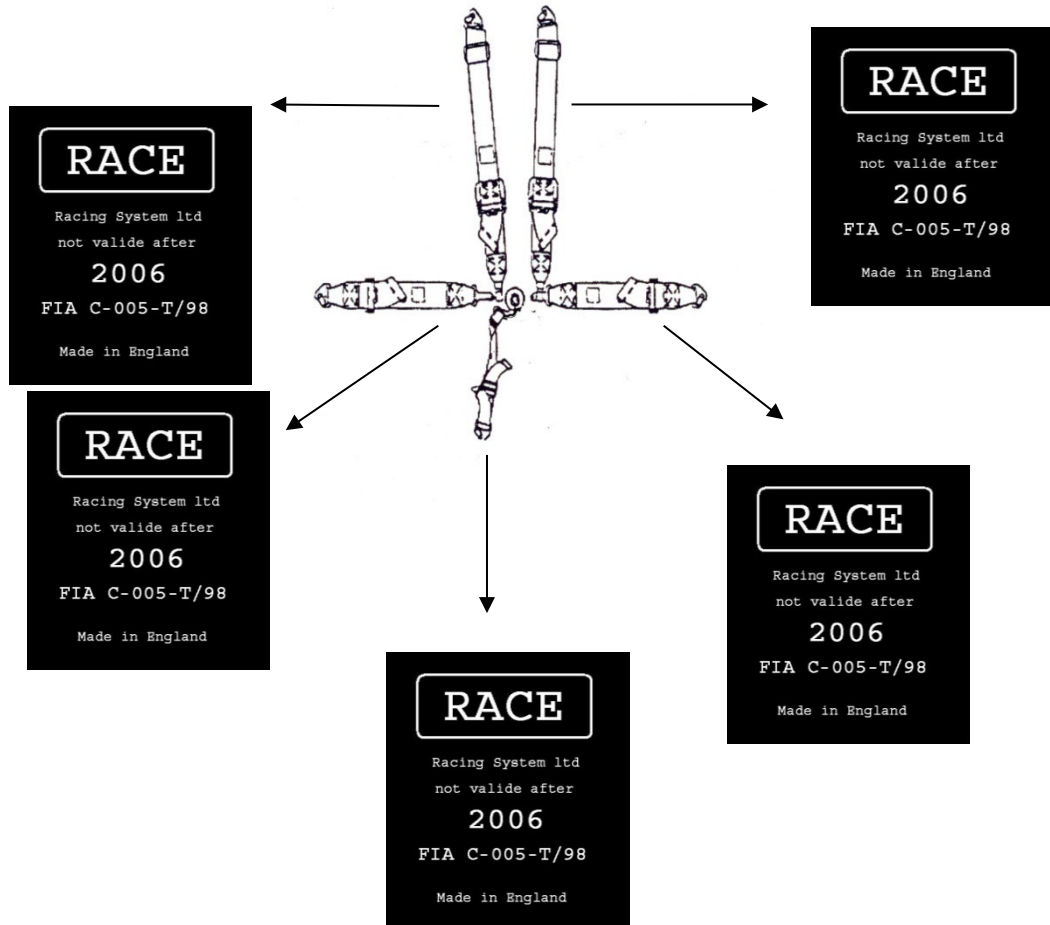 RACE
Racing System ltd
not valide after
2006
FIA C-005-T/98
Made in England
RACE
Racing System ltd
not valide after
2006
FIA C-005-T/98
Made in England
RACE
Racing System ltd
not valide after
2006
FIA C-005-T/98
Made in England
RACE
Racing System ltd
not valide after
2006
FIA C-005-T/98
Made in England
RACE
Racing System ltd
not valide after
2006
FIA C-005-T/98
Made in England